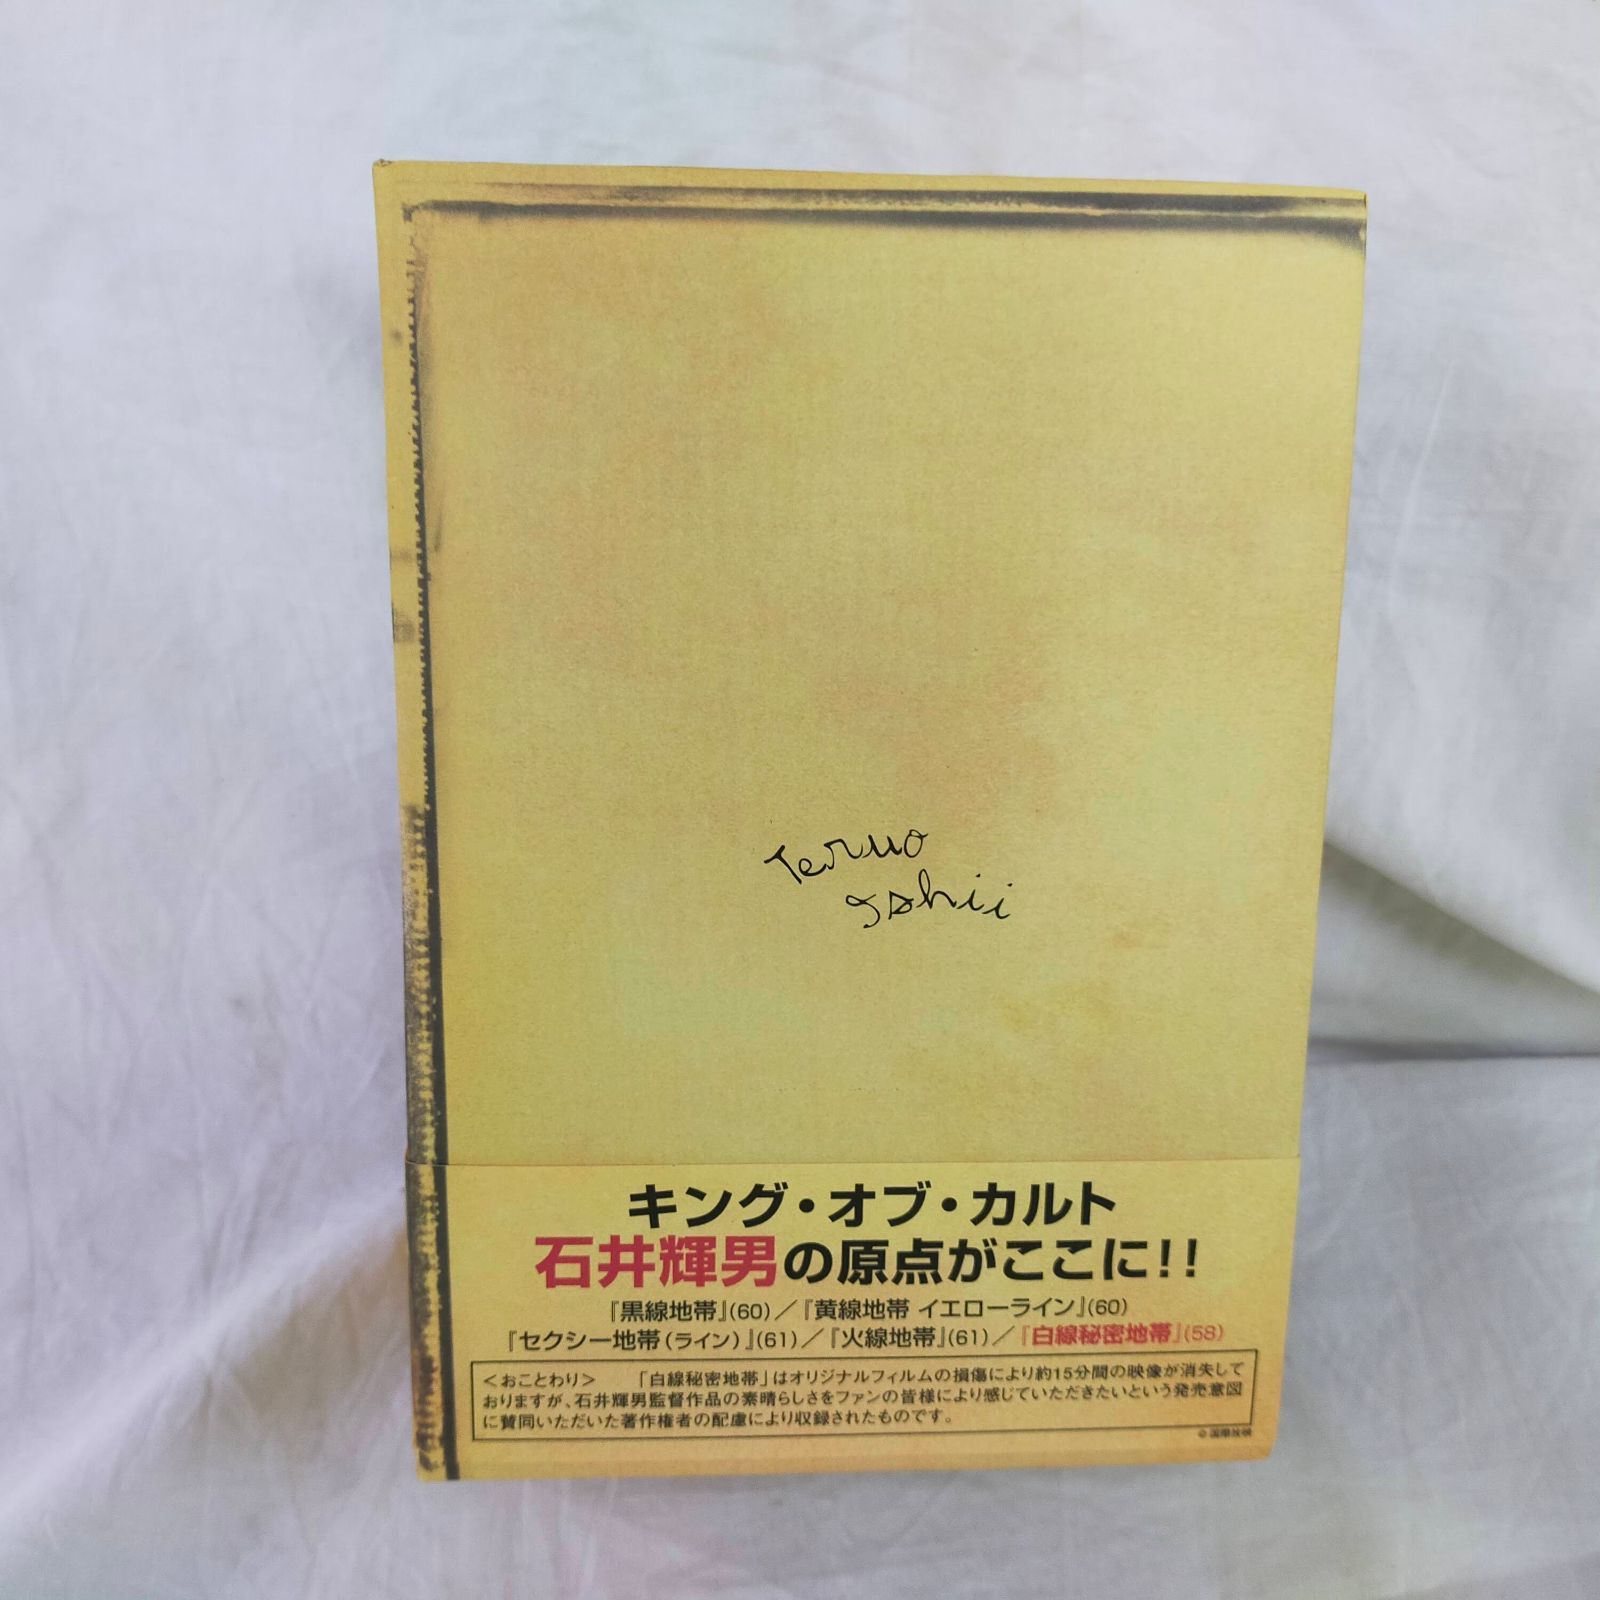 Teruo
Ishii
キング・オブ・カルト
石井輝男の原点がここに!!
『黒線地帯』(60)／『黄線地帯 イエローライン』(60)
『セクシー地帯(ライン)』(61)／『火線地帯』(61)／『白線秘密地帯』(58)
＜おことわり＞　「白線秘密地帯」はオリジナルフィルムの損傷により約15分間の映像が消失して
おりますが、石井輝男監督作品の素晴らしさをファンの皆様により感じていただきたいという発売意図
に賛同いただいた著作権者の配慮により収録されたものです。
©国際放映